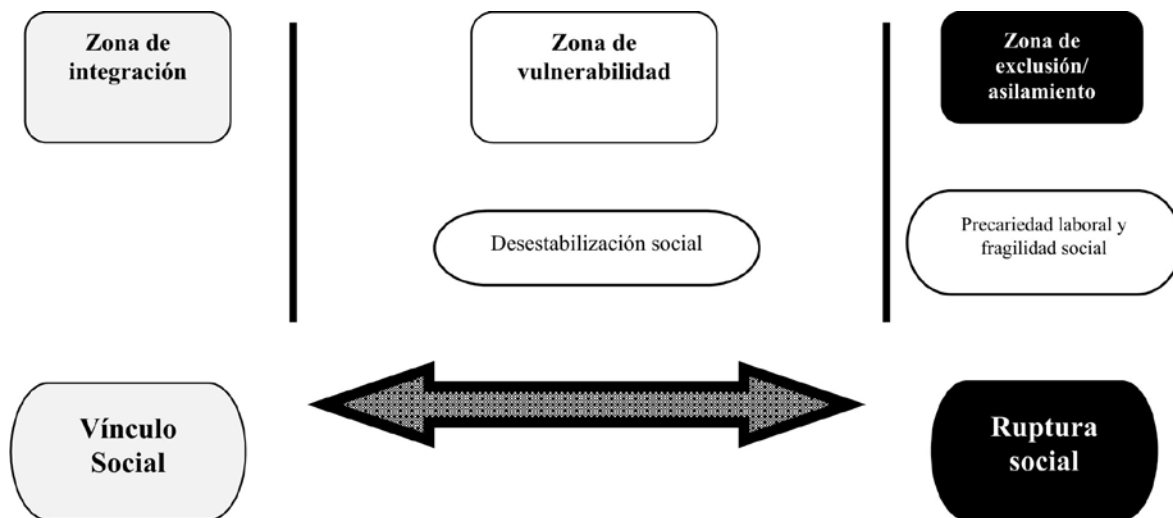 Zona de
integración
Zona de
vulnerabilidad
Zona de
exclusión/
asilamiento
Desestabilización social
Precariedad laboral y
fragilidad social
Vínculo
Social
Ruptura
social